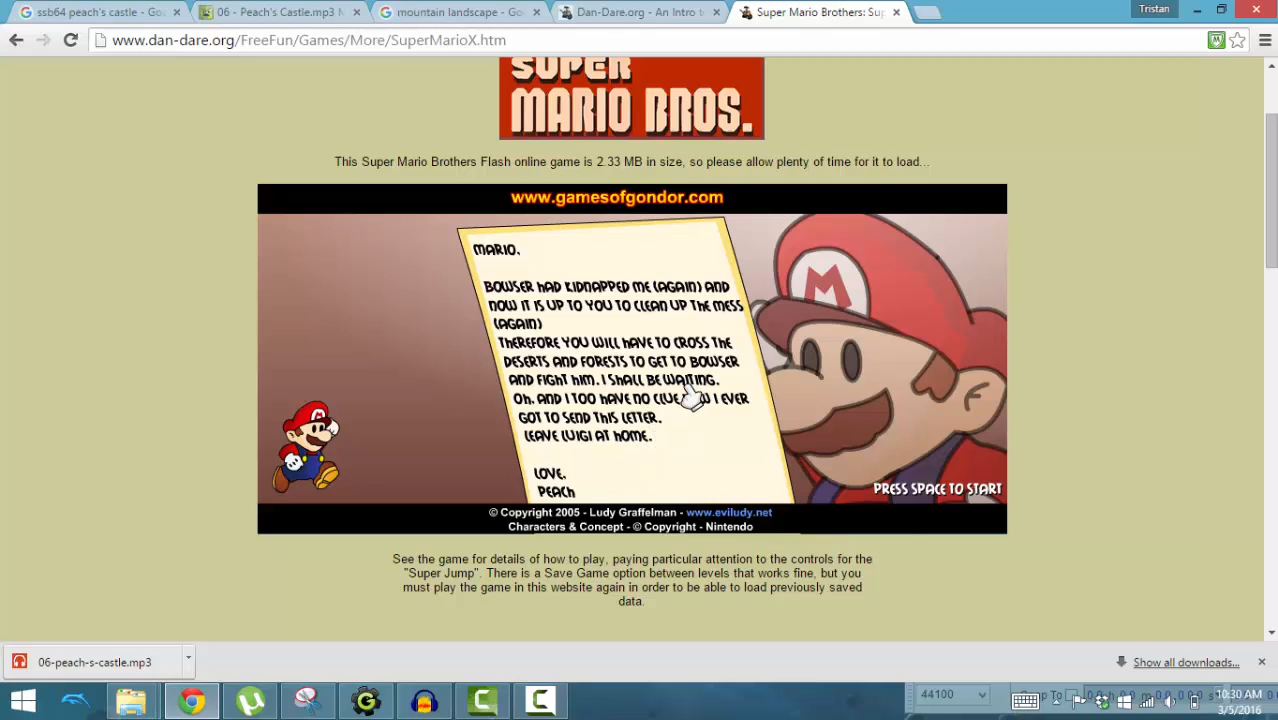 ssb64 peach's castle - Go
06 - Peach's Castle.mp3 M
mountain landscape - Go
Dan-Dare.org - An Intro t
Super Mario Brothers: Su
Tristan
www.dan-dare.org/FreeFun/Games/More/SuperMarioX.htm
SUPER
MARIO BROS.
This Super Mario Brothers Flash online game is 2.33 MB in size, so please allow plenty of time for it to load...
www.gamesofgondor.com
MARIO,
BOWSER HAD KIDNAPPED ME (AGAIN) AND
NOW IT IS UP TO YOU TO CLEAN UP THE MESS
(AGAIN)
THEREFORE YOU WILL HAVE TO CROSS THE
DESERTS AND FORESTS TO GET TO BOWSER
AND FIGHT HIM. I SHALL BE WAITING.
OH, AND I TOO HAVE NO CLUE I EVER
GOT TO SEND THIS LETTER.
LEAVE LUIGI AT HOME.
LOVE,
PEACH
M
PRESS SPACE TO START
© Copyright 2005 - Ludy Graffelman - www.eviludy.net
Characters & Concept - © Copyright - Nintendo
See the game for details of how to play, paying particular attention to the controls for the
"Super Jump". There is a Save Game option between levels that works fine, but you
must play the game in this website again in order to be able to load previously saved
data.
06-peach-s-castle.mp3
Show all downloads...
44100
10:30 AM
3/5/2016